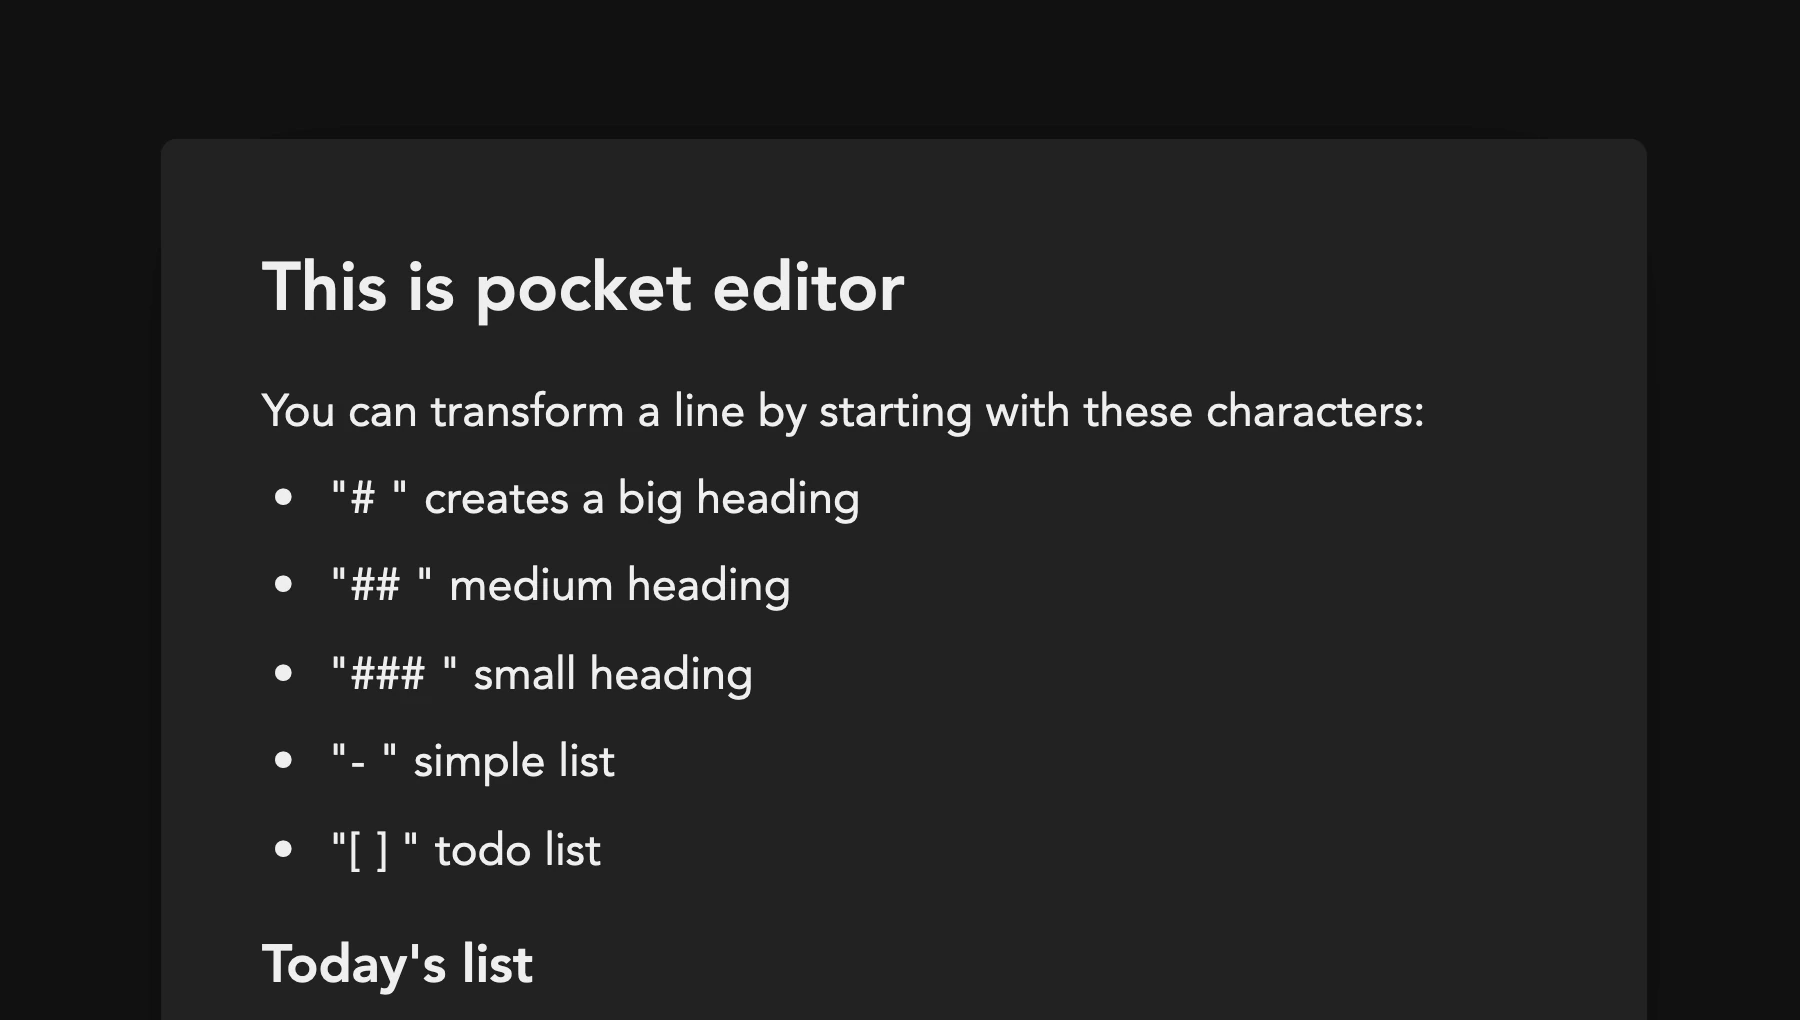 This is pocket editor
You can transform a line by starting with these characters:
"# " creates a big heading
"## " medium heading
"### " small heading
"- " simple list
"[ ] " todo list
Today's list